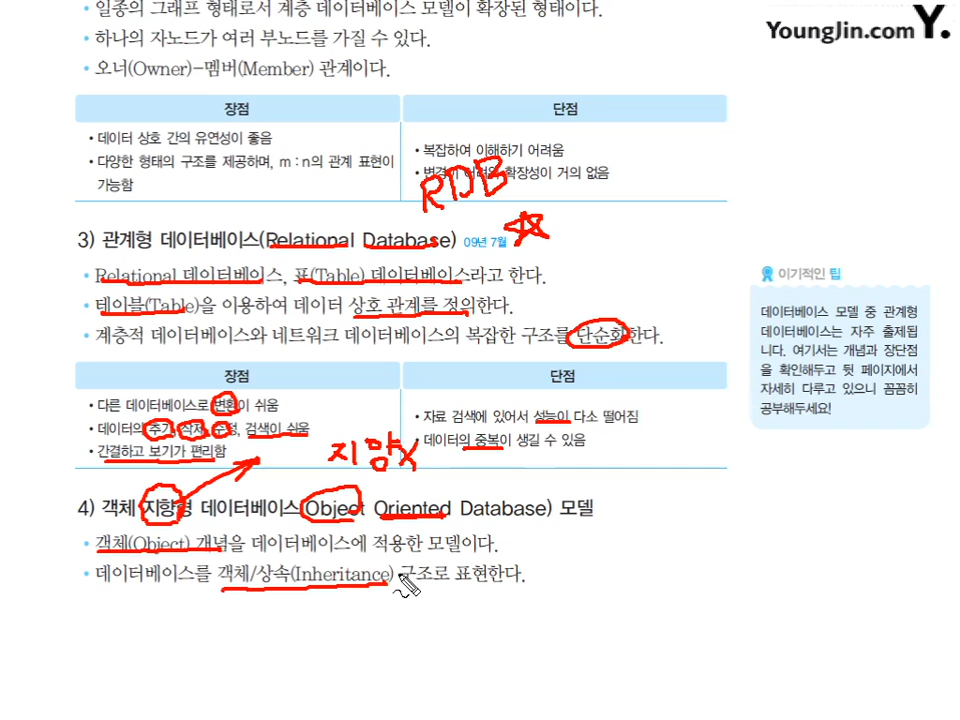 일종의 그래프 형태로서 계층 데이터베이스 모델이 확장된 형태이다.
• 하나의 자노드가 여러 부노드를 가질 수 있다.
• 오너(Owner)-멤버(Member) 관계이다.
YoungJin.com Y.
장점
단점
• 데이터 상호 간의 유연성이 좋음
• 다양한 형태의 구조를 제공하며, m : n의 관계 표현이
가능함
• 복잡하여 이해하기 어려움
• 변경이 어려워 확장성이 거의 없음
RDB
3) 관계형 데이터베이스(Relational Database) 09년 7월 ☆
• Relational 데이터베이스, 표(Table) 데이터베이스라고 한다.
• 테이블(Table)을 이용하여 데이터 상호 관계를 정의한다.
• 계층적 데이터베이스와 네트워크 데이터베이스의 복잡한 구조를 단순화한다.
장점
단점
• 다른 데이터베이스로 변환이 쉬움
• 데이터의 추가, 삭제, 수정, 검색이 쉬움
• 간결하고 보기가 편리함
• 자료 검색에 있어서 성능이 다소 떨어짐
• 데이터의 중복이 생길 수 있음
지양X
4) 객체 지향형 데이터베이스(Object Oriented Database) 모델
• 객체(Object) 개념을 데이터베이스에 적용한 모델이다.
• 데이터베이스를 객체/상속(Inheritance) 구조로 표현한다.
이기적인 팁
데이터베이스 모델 중 관계형
데이터베이스는 자주 출제됩
니다. 여기서는 개념과 장단점
을 확인해두고 뒷 페이지에서
자세히 다루고 있으니 꼼꼼히
공부해두세요!